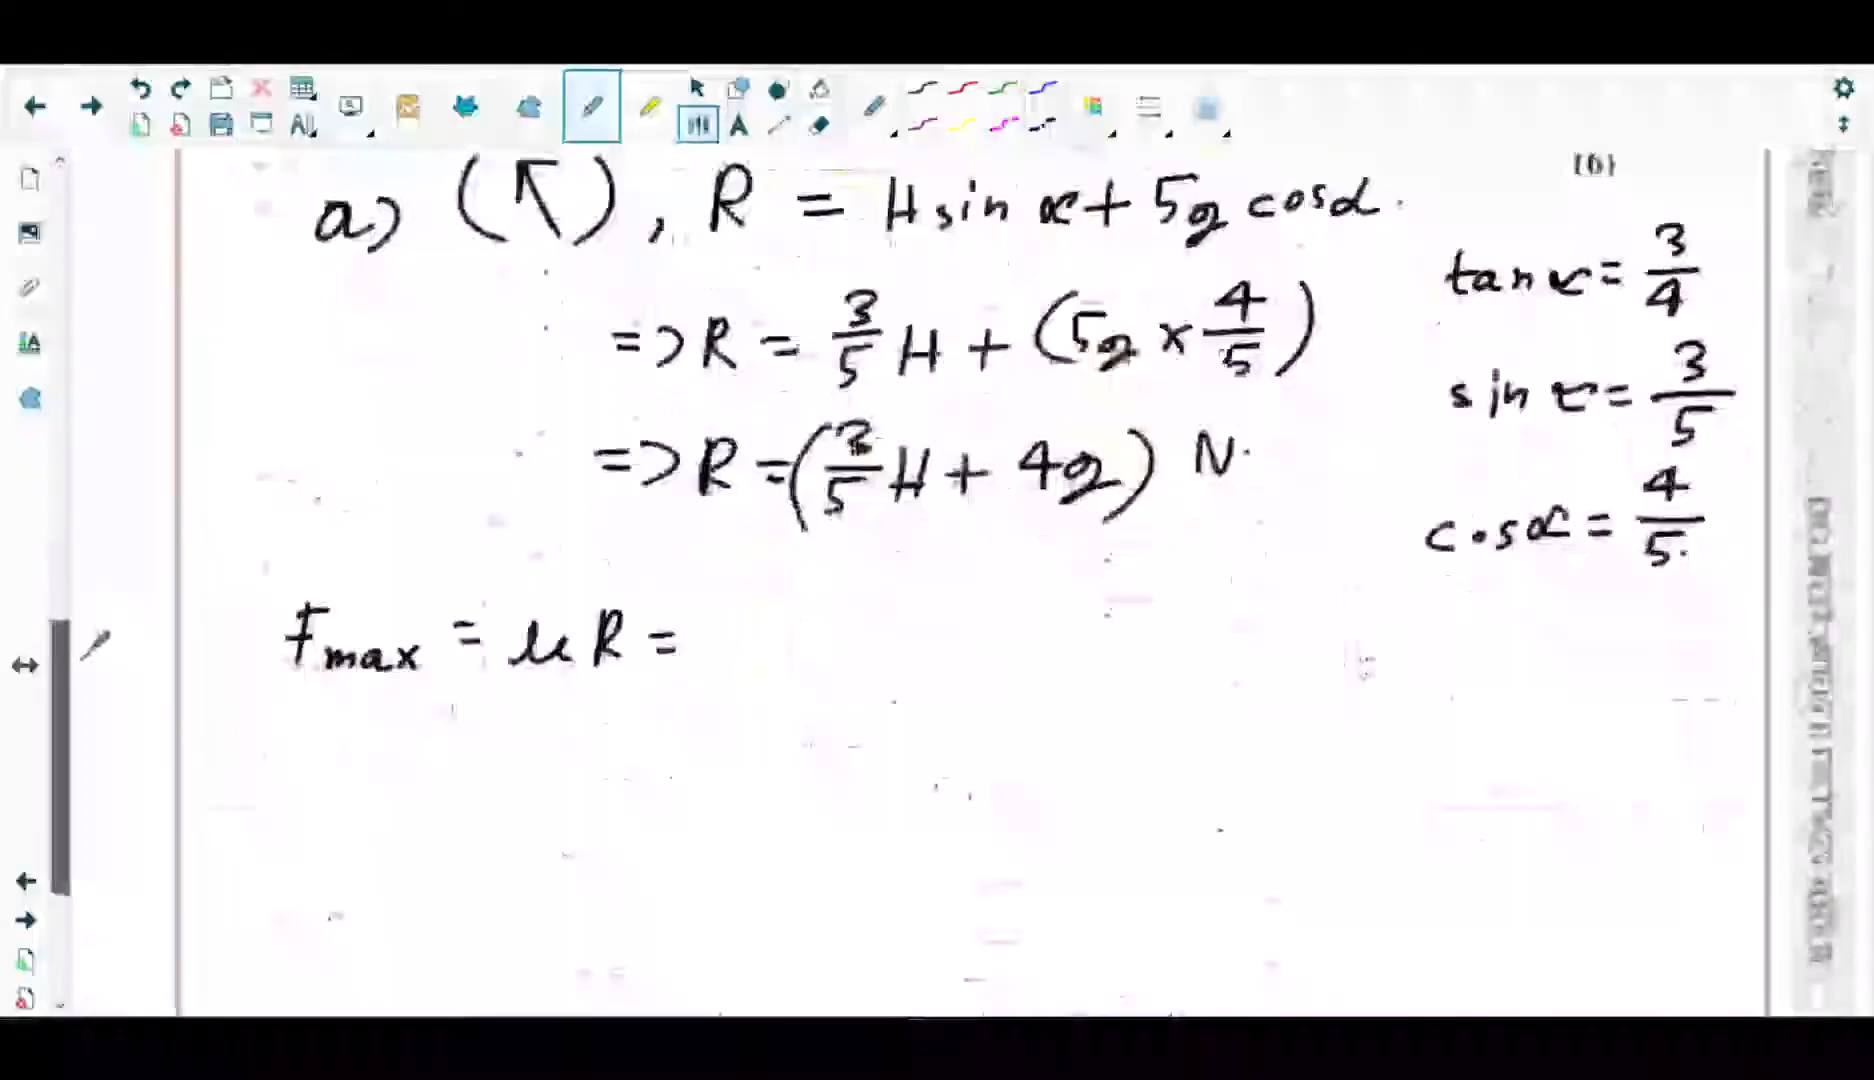 (6)
a) (↖), R = H sin α + 5g cos α.
tan α = 3/4
=> R = 3/5 H + (5g × 4/5)
sin α = 3/5
=> R = (3/5 H + 4g) N.
cos α = 4/5.
Fmax = μR =